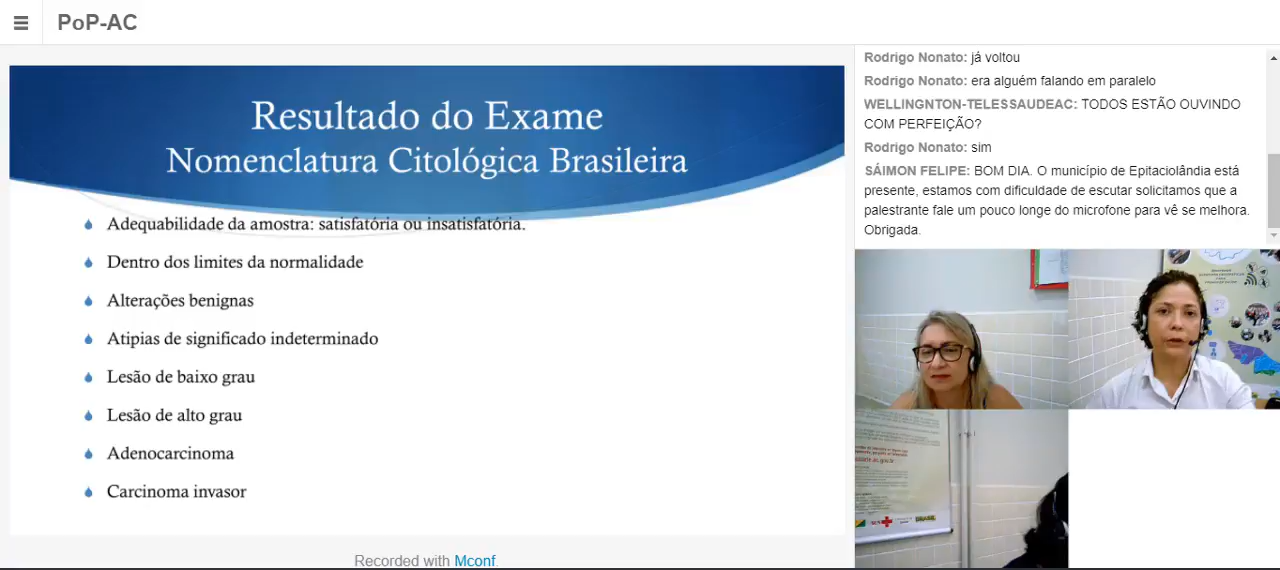 PoP-AC
Resultado do Exame
Nomenclatura Citológica Brasileira
Adequabilidade da amostra: satisfatória ou insatisfatória.
Dentro dos limites da normalidade
Alterações benignas
Atipias de significado indeterminado
Lesão de baixo grau
Lesão de alto grau
Adenocarcinoma
Carcinoma invasor
Recorded with Mconf.
Rodrigo Nonato: já voltou
Rodrigo Nonato: era alguém falando em paralelo
WELLINGNTON-TELESSAUDEAC: TODOS ESTÃO OUVINDO
COM PERFEIÇÃO?
Rodrigo Nonato: sim
SÁIMON FELIPE: BOM DIA. O município de Epitaciolândia está
presente, estamos com dificuldade de escutar solicitamos que a
palestrante fale um pouco longe do microfone para vê se melhora.
Obrigada.
SUS
BRASIL